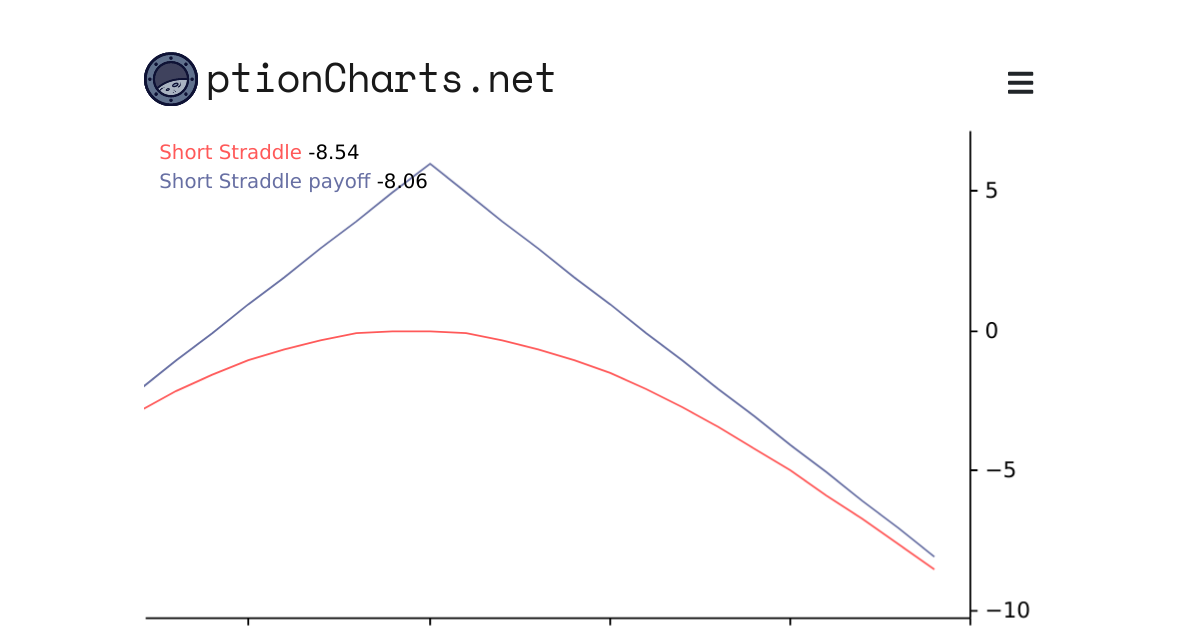 ptionCharts.net
Short Straddle -8.54
Short Straddle payoff -8.06
5
0
−5
−10